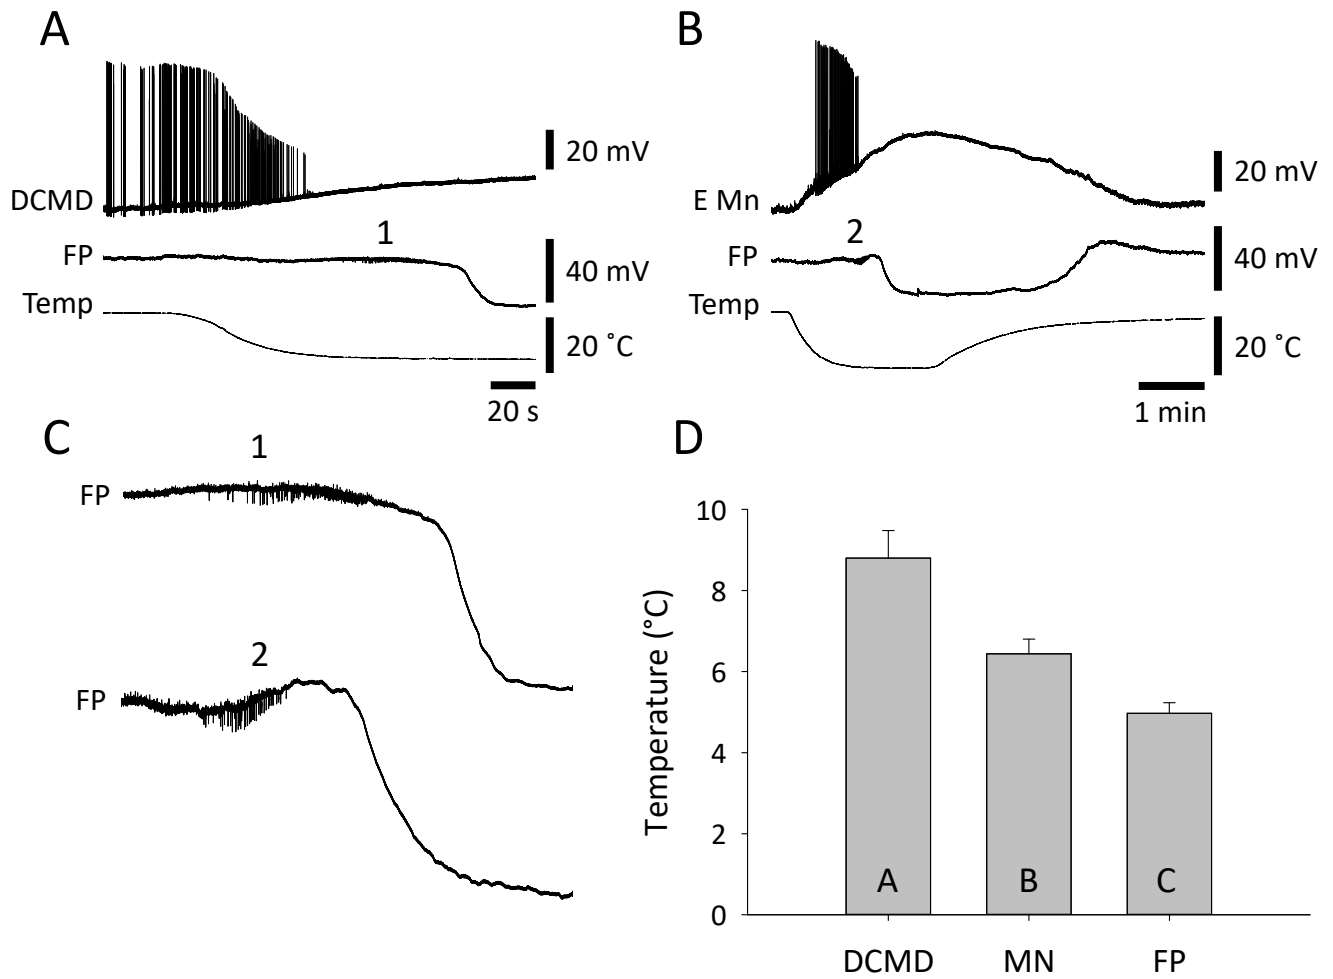 A
DCMD
20 mV
1
FP
40 mV
Temp
20 ˚C
20 s
B
E Mn
20 mV
2
FP
40 mV
Temp
20 ˚C
1 min
C
1
FP
2
FP
D
Temperature (°C)
10
8
6
4
2
0
A B C
DCMD MN FP